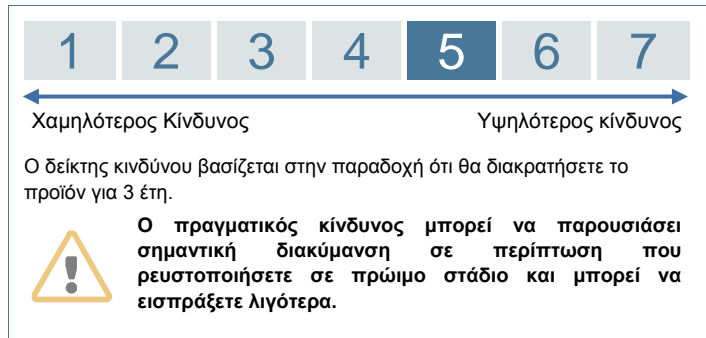 1 2 3 4 5 6 7
Χαμηλότερος Κίνδυνος Υψηλότερος κίνδυνος
Ο δείκτης κινδύνου βασίζεται στην παραδοχή ότι θα διακρατήσετε το
προϊόν για 3 έτη.
Ο πραγματικός κίνδυνος μπορεί να παρουσιάσει
σημαντική διακύμανση σε περίπτωση που
ρευστοποιήσετε σε πρώιμο στάδιο και μπορεί να
εισπράξετε λιγότερα.